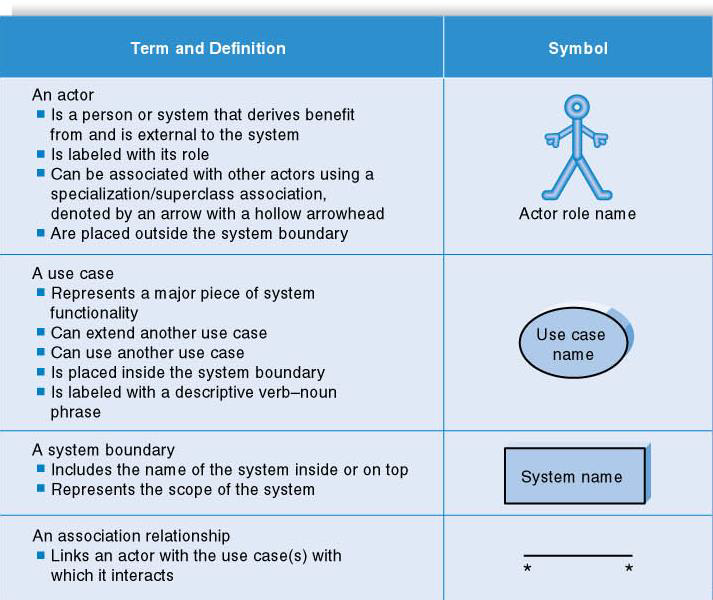 Term and Definition
Symbol
An actor
■ Is a person or system that derives benefit
from and is external to the system
■ Is labeled with its role
■ Can be associated with other actors using a
specialization/superclass association,
denoted by an arrow with a hollow arrowhead
■ Are placed outside the system boundary
Actor role name
A use case
■ Represents a major piece of system
functionality
■ Can extend another use case
■ Can use another use case
■ Is placed inside the system boundary
■ Is labeled with a descriptive verb–noun
phrase
Use case
name
A system boundary
■ Includes the name of the system inside or on top
■ Represents the scope of the system
System name
An association relationship
■ Links an actor with the use case(s) with
which it interacts
* *